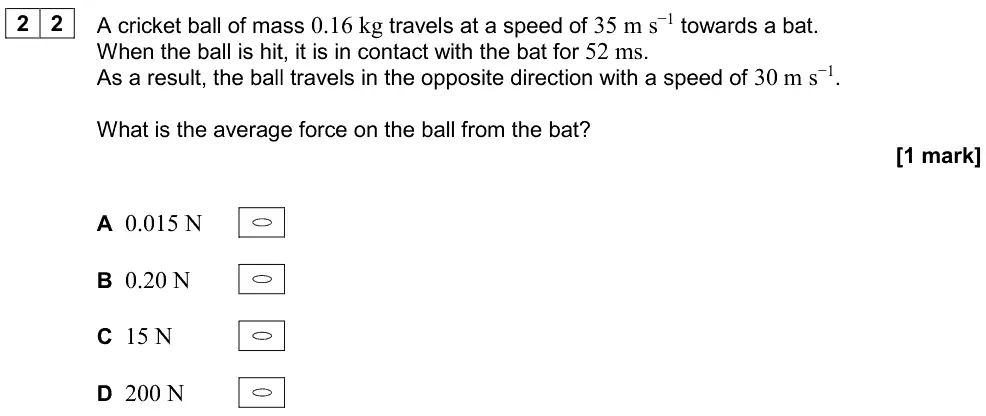 2 2 A cricket ball of mass 0.16 kg travels at a speed of 35 m s⁻¹ towards a bat.
When the ball is hit, it is in contact with the bat for 52 ms.
As a result, the ball travels in the opposite direction with a speed of 30 m s⁻¹.
What is the average force on the ball from the bat?
[1 mark]
A 0.015 N
B 0.20 N
C 15 N
D 200 N